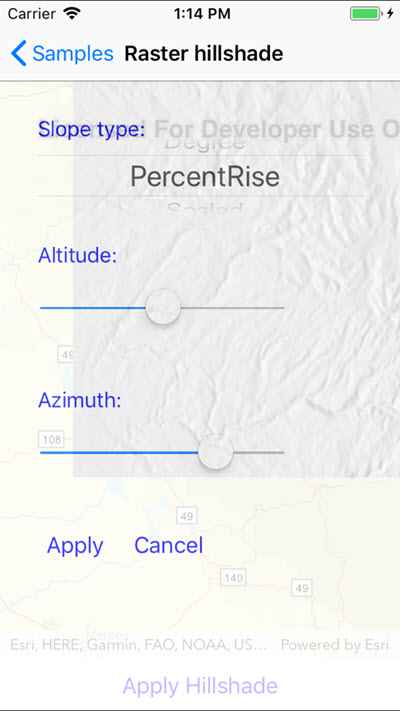 Carrier 1:14 PM
Samples Raster hillshade
Slope type: For Developer Use O
Degree
PercentRise
Scaled
Altitude:
49
Azimuth:
108
49
Apply Cancel
140
49
Merced
Esri, HERE, Garmin, FAO, NOAA, US... Powered by Esri
Apply Hillshade